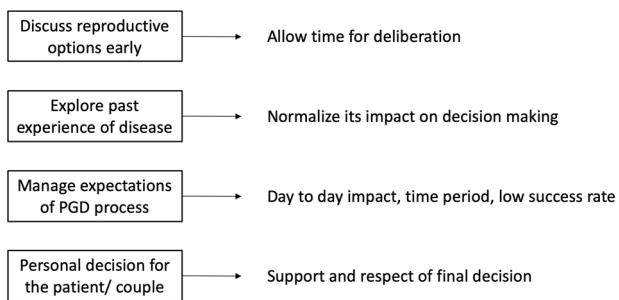 Discuss reproductive
options early
Allow time for deliberation
Explore past
experience of disease
Normalize its impact on decision making
Manage expectations
of PGD process
Day to day impact, time period, low success rate
Personal decision for
the patient/ couple
Support and respect of final decision